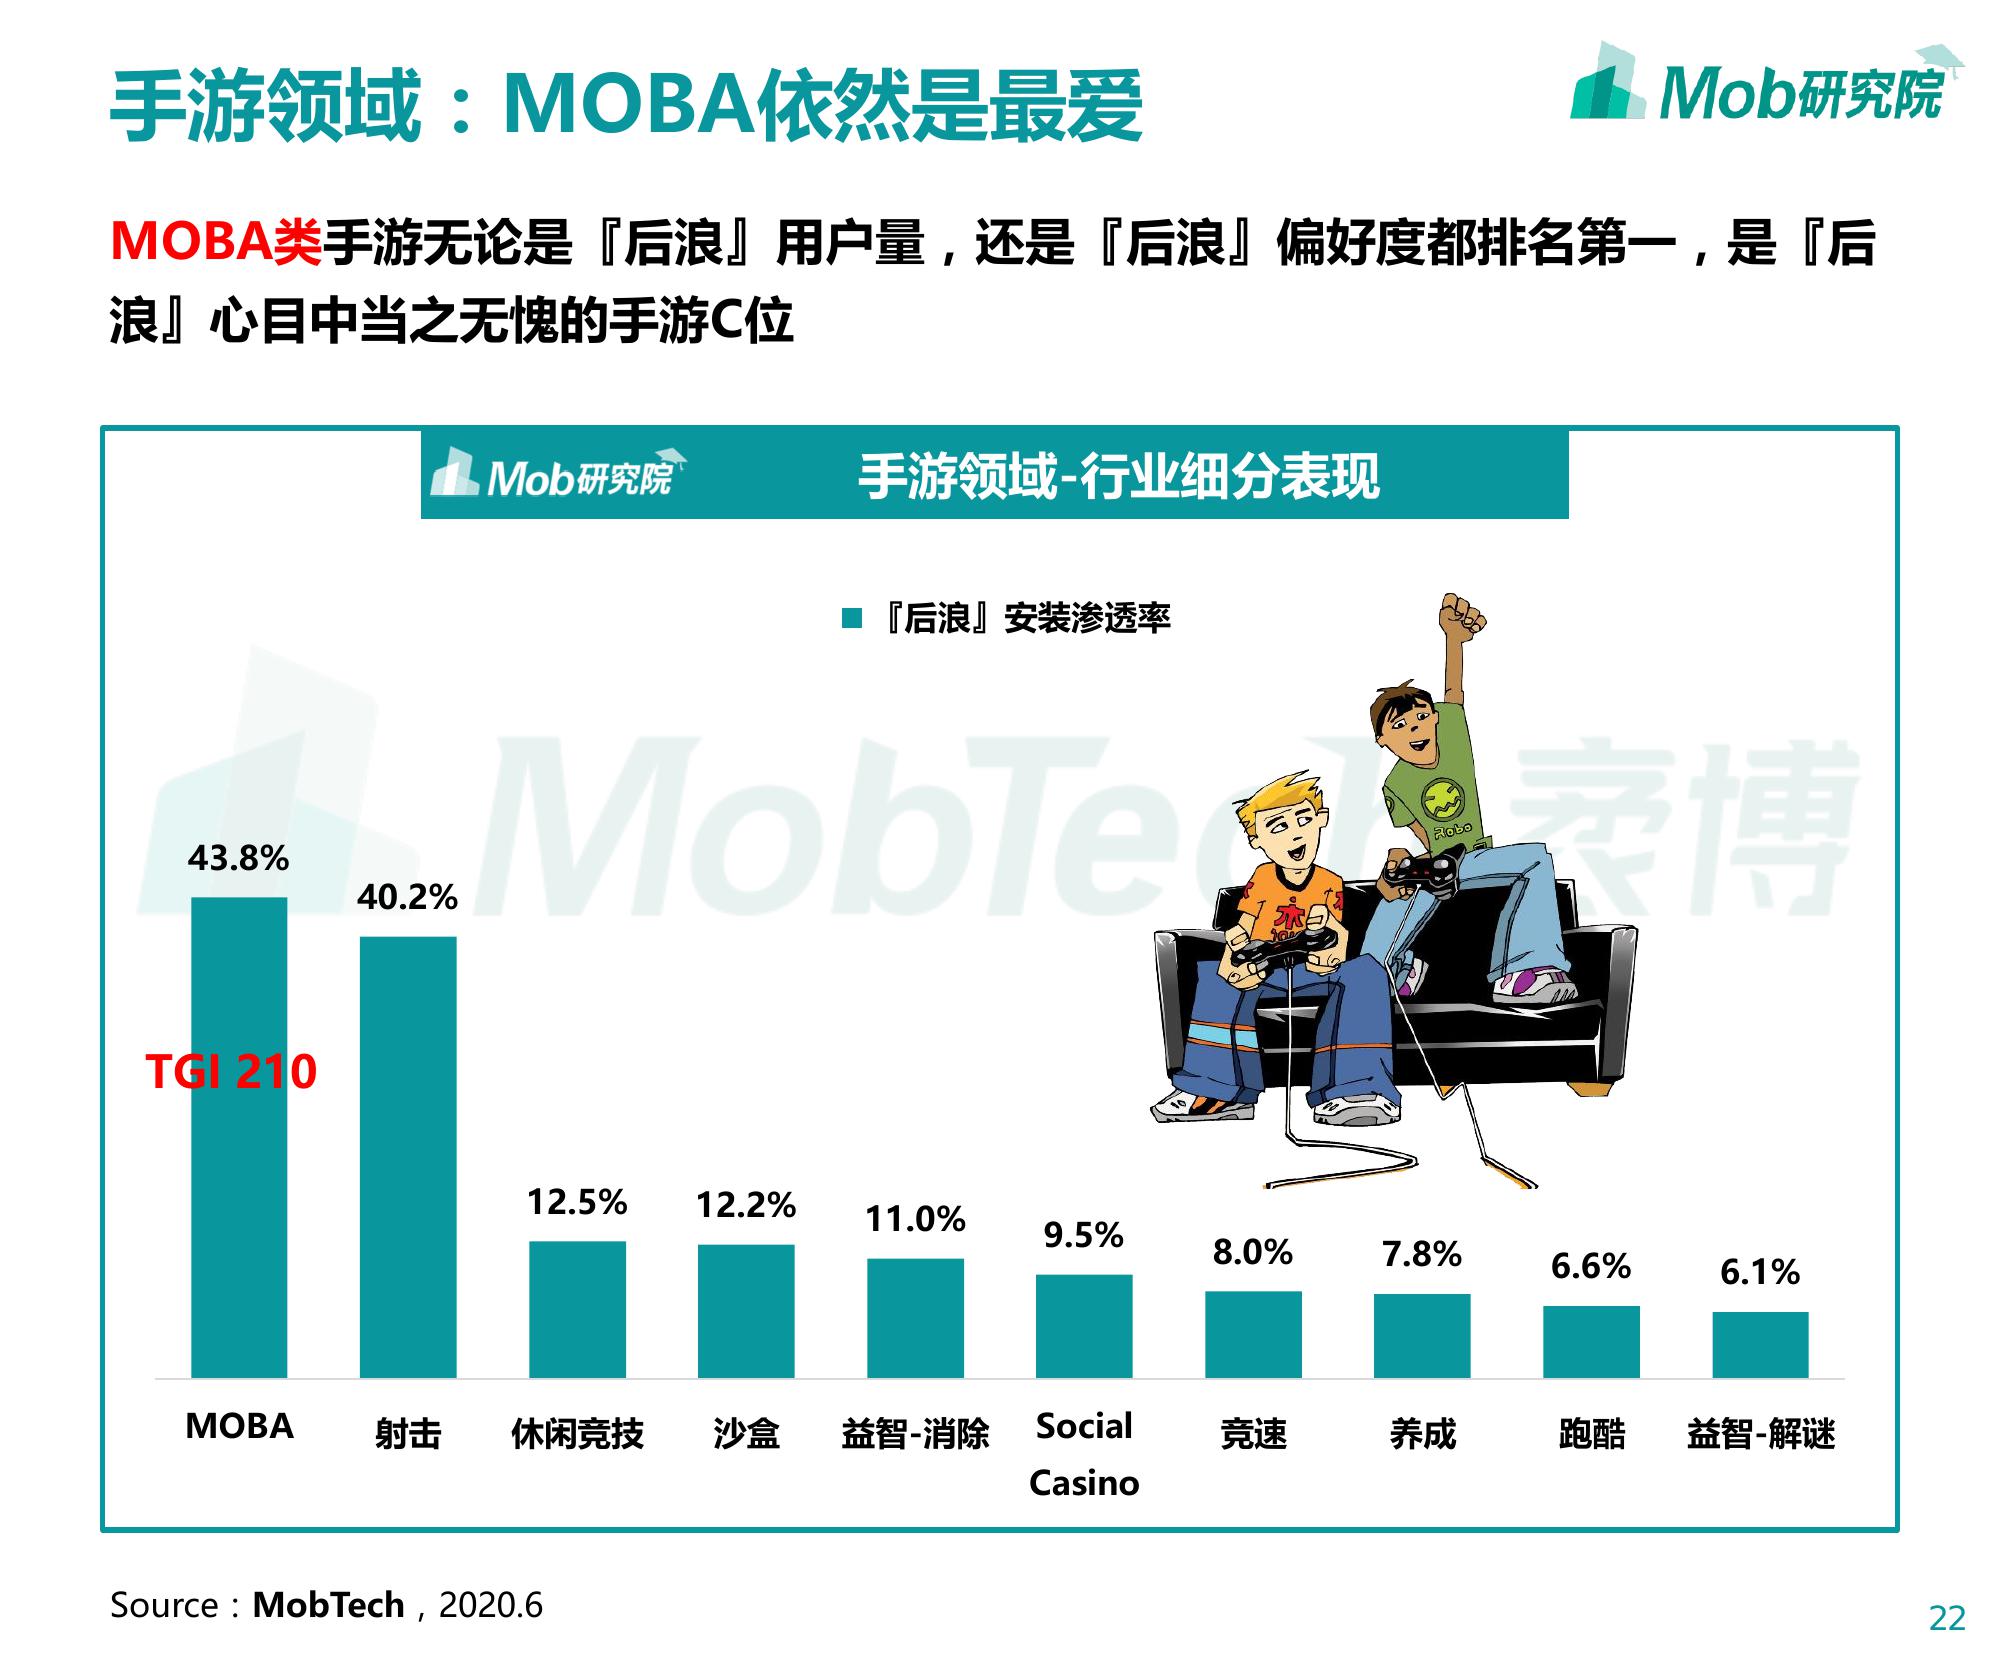 手游领域：MOBA依然是最爱
Mob研究院
MOBA类手游无论是『后浪』用户量，还是『后浪』偏好度都排名第一，是『后
浪』心目中当之无愧的手游C位
Mob研究院
手游领域-行业细分表现
『后浪』安装渗透率
MobTech 袤博
Robo
43.8%
40.2%
12.5%
12.2%
11.0%
9.5%
8.0%
7.8%
6.6%
6.1%
TGI 210
MOBA
射击
休闲竞技
沙盒
益智-消除
Social
Casino
竞速
养成
跑酷
益智-解谜
Source：MobTech，2020.6
22